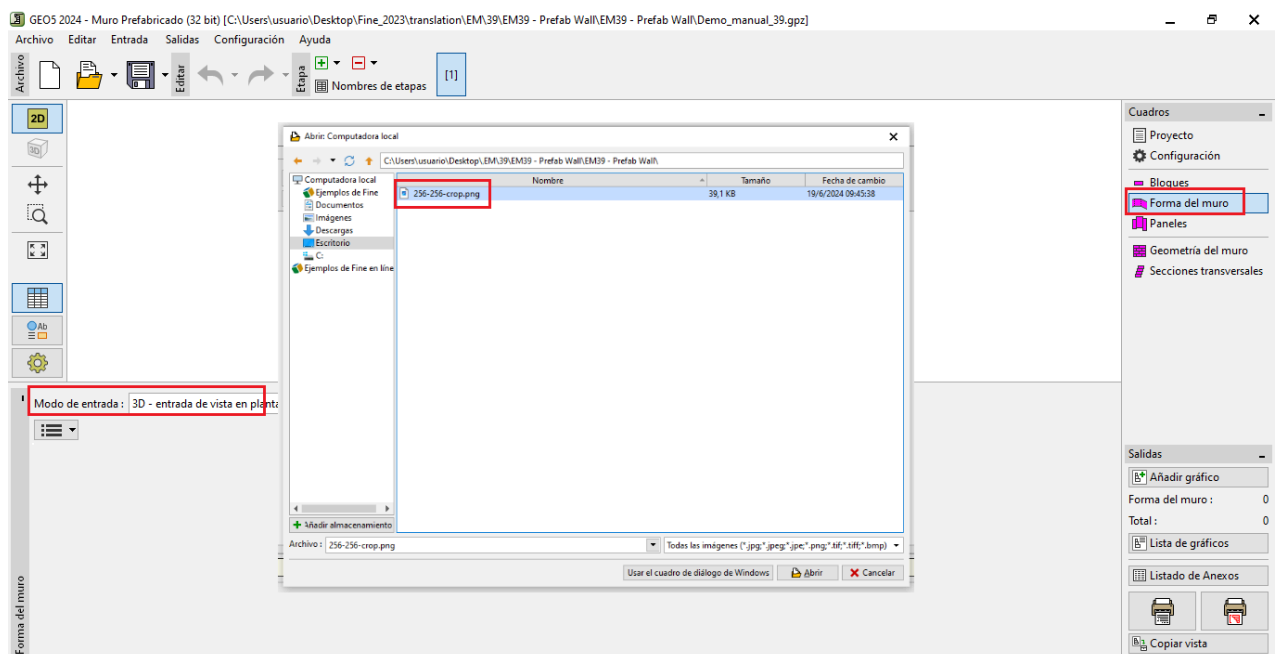 GEO5 2024 - Muro Prefabricado (32 bit) [C:\Users\usuario\Desktop\Fine_2023\translation\EM\39\EM39 - Prefab Wall\EM39 - Prefab Wall\Demo_manual_39.gpz]
Archivo Editar Entrada Salidas Configuración Ayuda
Archivo
Editar
Etapa
Nombres de etapas
[1]
2D
3D
Ab
Abrir: Computadora local
C:\Users\usuario\Desktop\.EM\39\EM39 - Prefab Wall\EM39 - Prefab Wall\
Computadora local
Ejemplos de Fine
Documentos
Imágenes
Descargas
Escritorio
C:
Ejemplos de Fine en líne
Nombre Tamaño Fecha de cambio
256-256-crop.png 39,1 KB 19/6/2024 09:45:38
Añadir almacenamiento
Archivo : 256-256-crop.png
Todas las imágenes (*.jpg;*.jpeg;*.jpe;*.png;*.tif;*.tiff;*.bmp)
Usar el cuadro de diálogo de Windows Abrir Cancelar
Modo de entrada : 3D - entrada de vista en planta
Forma del muro
Cuadros
Proyecto
Configuración
Bloques
Forma del muro
Paneles
Geometría del muro
Secciones transversales
Salidas
Añadir gráfico
Forma del muro : 0
Total : 0
Lista de gráficos
Listado de Anexos
Copiar vista